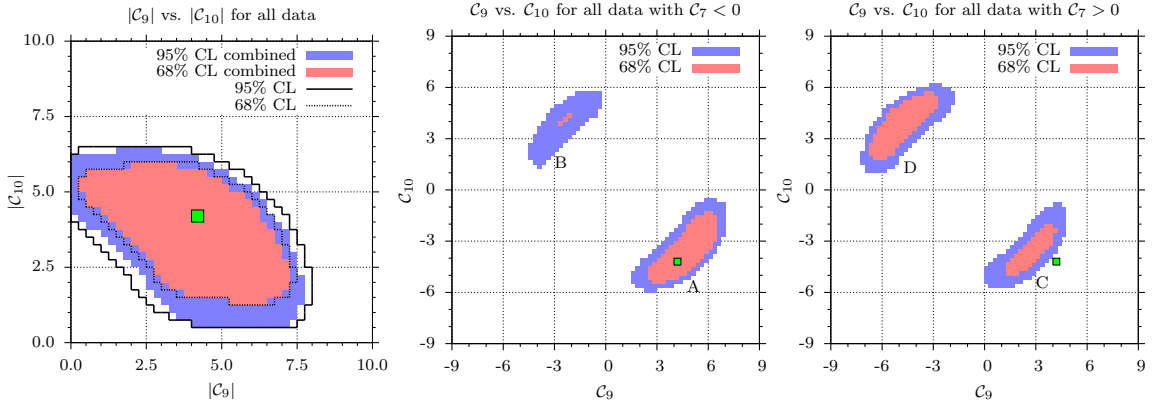 |C₉| vs. |C₁₀| for all data
10.0
7.5
5.0
2.5
0.0
|C₁₀|
95% CL combined
68% CL combined
95% CL
68% CL
0.0 2.5 5.0 7.5 10.0
|C₉|
C₉ vs. C₁₀ for all data with C₇ < 0
9
6
3
0
-3
-6
-9
C₁₀
95% CL
68% CL
B
A
-9 -6 -3 0 3 6 9
C₉
C₉ vs. C₁₀ for all data with C₇ > 0
9
6
3
0
-3
-6
-9
C₁₀
95% CL
68% CL
D
C
-9 -6 -3 0 3 6 9
C₉